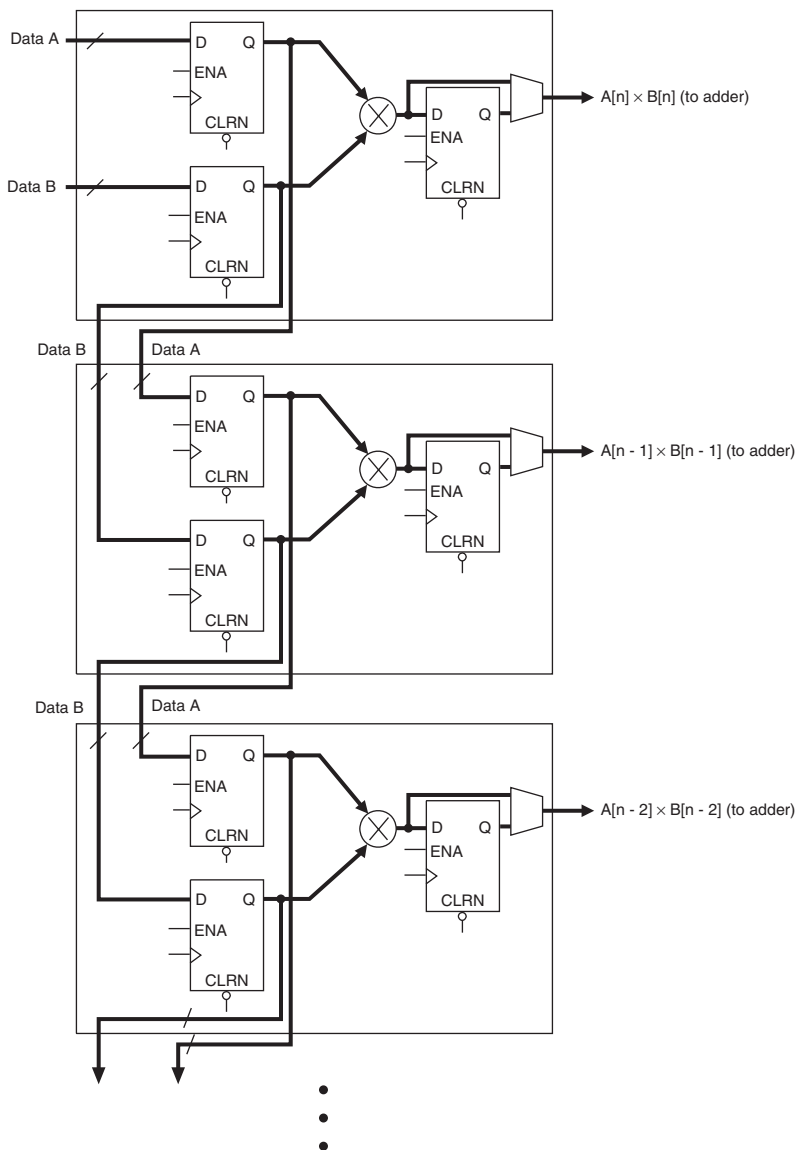 Data A
D Q
ENA
CLRN
A[n] × B[n] (to adder)
D Q
ENA
CLRN
Data B
D Q
ENA
CLRN
Data B
Data A
D Q
ENA
CLRN
A[n - 1] × B[n - 1] (to adder)
D Q
ENA
CLRN
D Q
ENA
CLRN
Data B
Data A
D Q
ENA
CLRN
A[n - 2] × B[n - 2] (to adder)
D Q
ENA
CLRN
D Q
ENA
CLRN